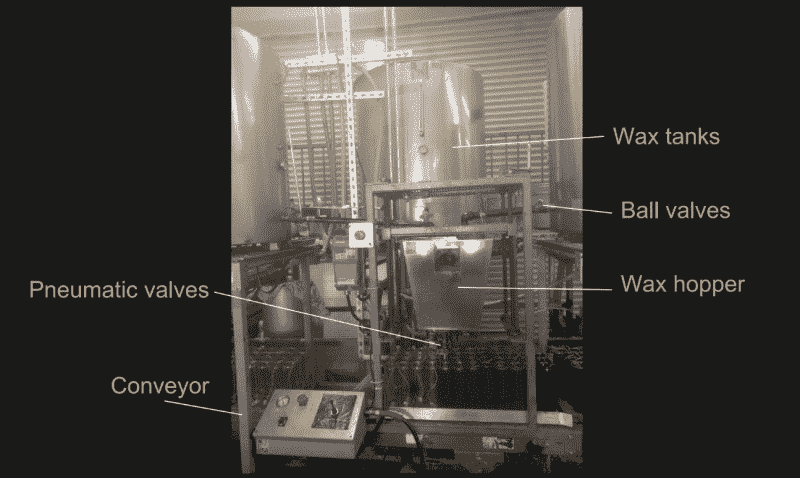 Wax tanks
Ball valves
Wax hopper
Pneumatic valves
Conveyor